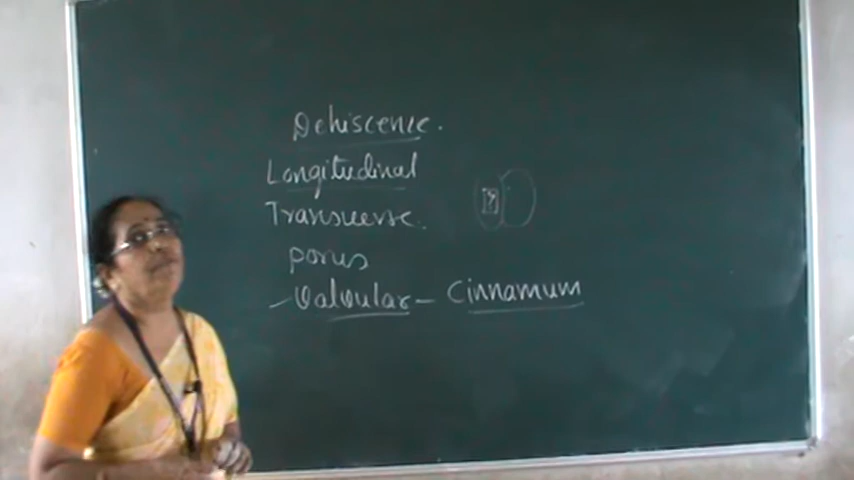 Dehiscence.
Longitudinal
Transverse.
porus
Valvular - Cinnamum